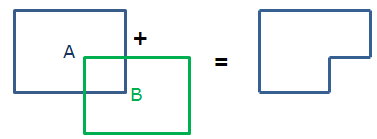 A +
B =